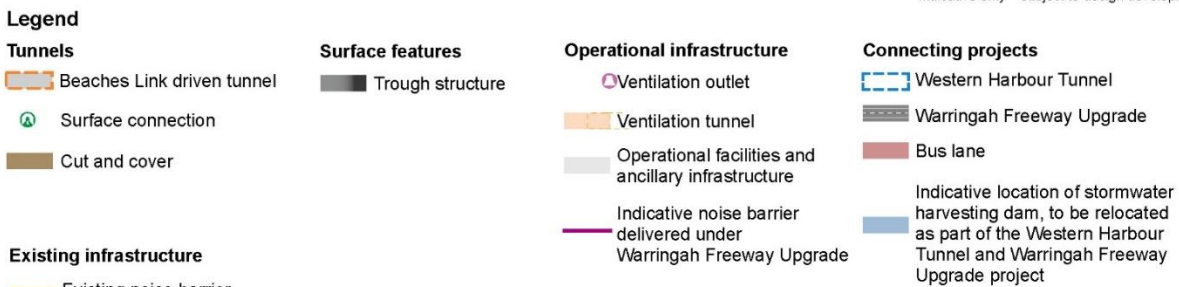 Legend
Tunnels
Beaches Link driven tunnel
Surface connection
Cut and cover
Surface features
Trough structure
Operational infrastructure
Ventilation outlet
Ventilation tunnel
Operational facilities and
ancillary infrastructure
Indicative noise barrier
delivered under
Warringah Freeway Upgrade
Connecting projects
Western Harbour Tunnel
Warringah Freeway Upgrade
Bus lane
Indicative location of stormwater
harvesting dam, to be relocated
as part of the Western Harbour
Tunnel and Warringah Freeway
Upgrade project
Existing infrastructure
Existing noise barrier